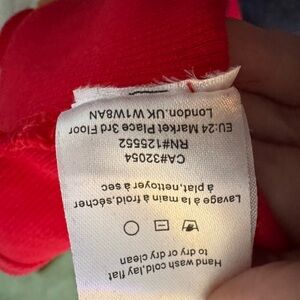 Hand wash cold, lay flat
to dry or dry clean
Lavage à la main à froid, sécher
à plat, nettoyer à sec
CA#32054
RN#125552
EU:24 Market Place 3rd Floor
London.UK W1W8AN